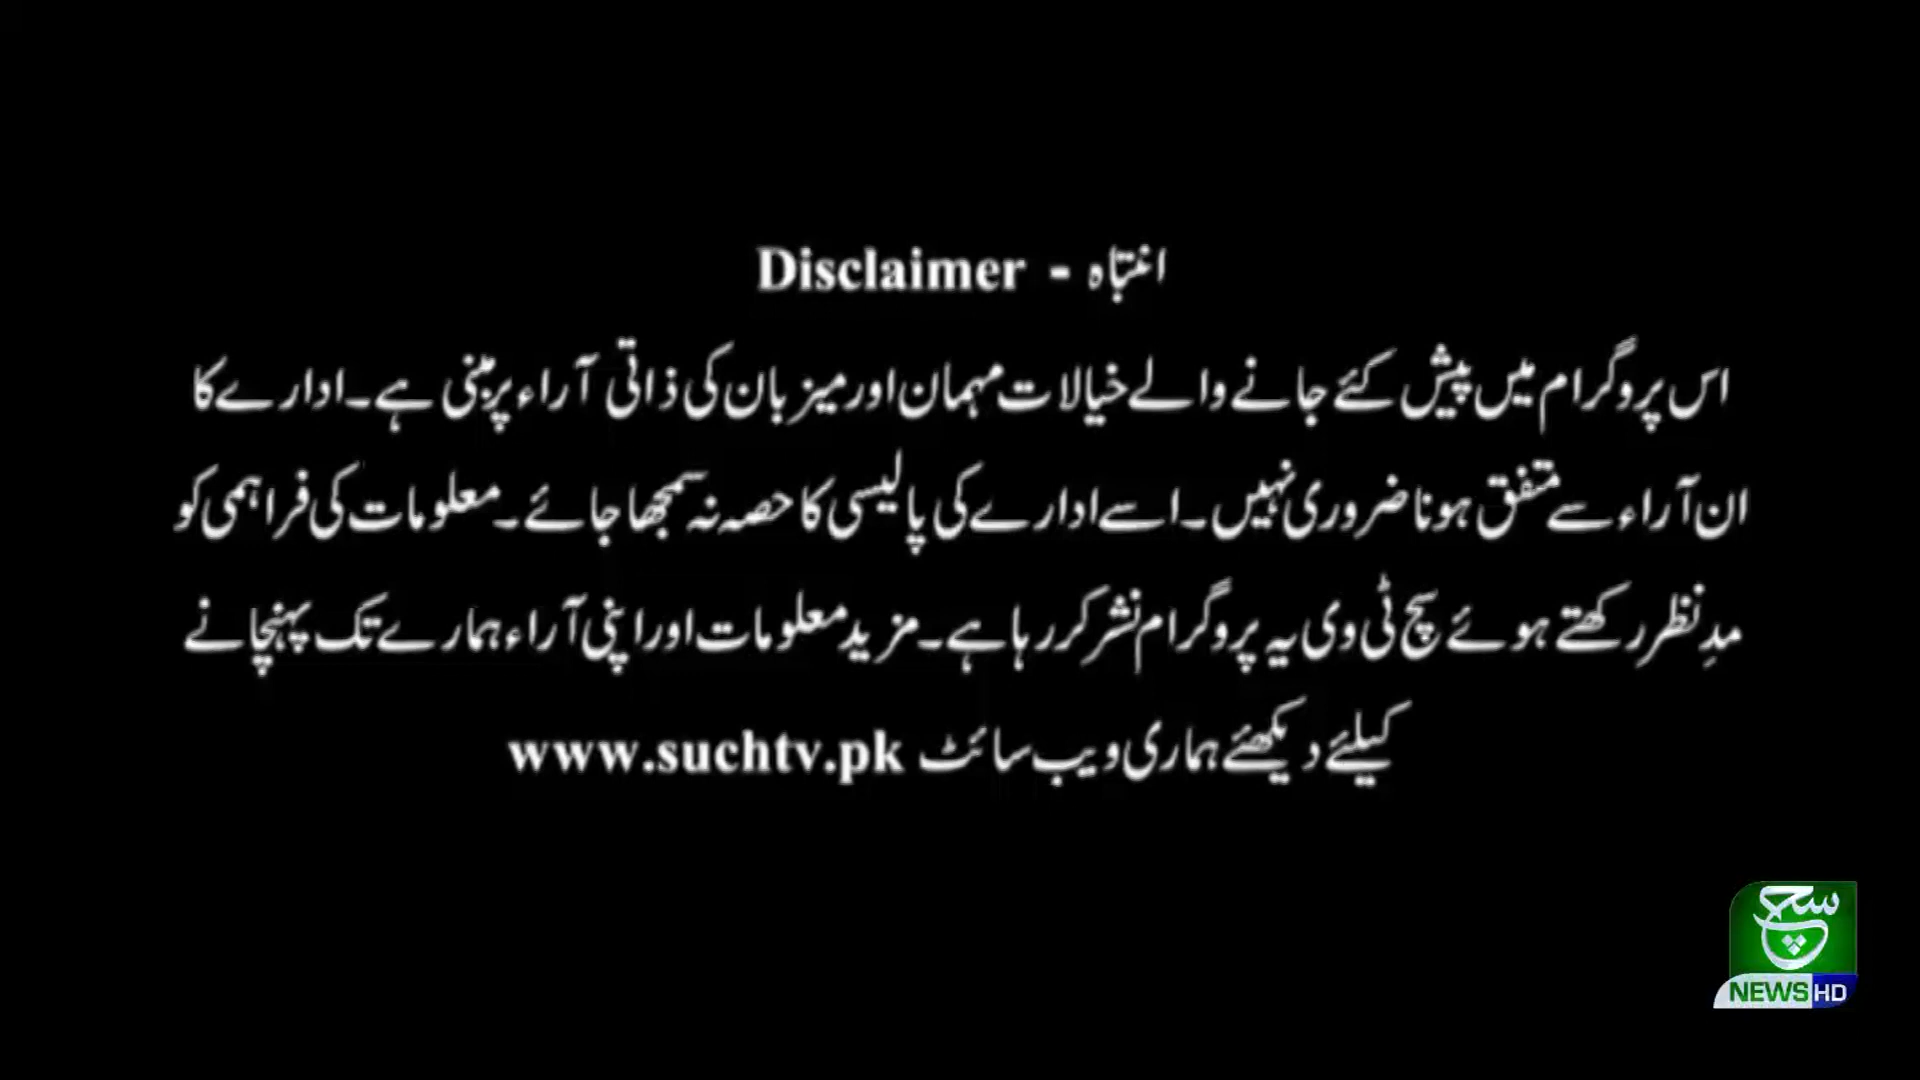 انتباہ - Disclaimer
اس پروگرام میں پیش کئے جانے والے خیالات مہمان اور میزبان کی ذاتی آراء پر مبنی ہے۔ ادارے کا
ان آراء سے متفق ہونا ضروری نہیں۔ اسے ادارے کی پالیسی کا حصہ نہ سمجھا جائے۔ معلومات کی فراہمی کو
مدِ نظر رکھتے ہوئے سچ ٹی وی یہ پروگرام نشر کر رہا ہے۔ مزید معلومات اور اپنی آراء ہمارے تک پہنچانے
کیلئے دیکھئے ہماری ویب سائٹ www.suchtv.pk
سچ
NEWS HD